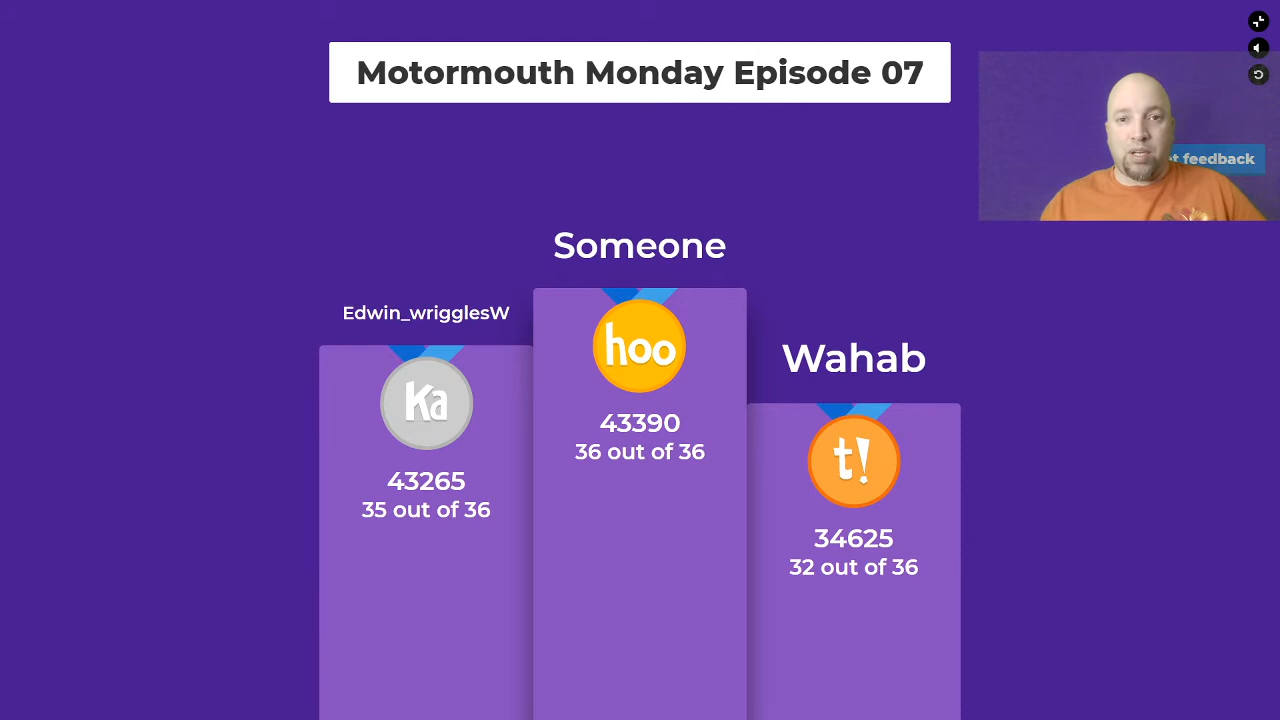 Motormouth Monday Episode 07
t feedback
Someone
hoo
43390
36 out of 36
Edwin_wrigglesW
Ka
43265
35 out of 36
Wahab
t!
34625
32 out of 36